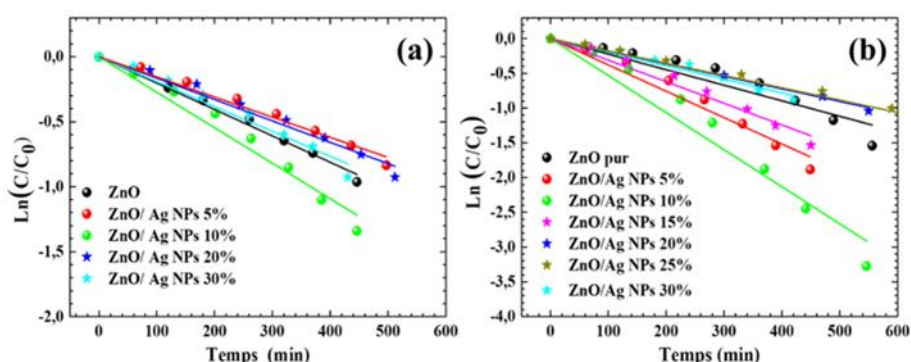 (a)
0,0
-0,5
-1,0
-1,5
-2,0
Ln(C/C0)
ZnO
ZnO/ Ag NPs 5%
ZnO/ Ag NPs 10%
ZnO/ Ag NPs 20%
ZnO/ Ag NPs 30%
0 100 200 300 400 500 600
Temps (min)
(b)
0,0
-0,5
-1,0
-1,5
-2,0
-2,5
-3,0
-3,5
-4,0
Ln (C/C0)
ZnO pur
ZnO/Ag NPs 5%
ZnO/Ag NPs 10%
ZnO/Ag NPs 15%
ZnO/Ag NPs 20%
ZnO/Ag NPs 25%
ZnO/Ag NPs 30%
0 100 200 300 400 500 600
Temps (min)